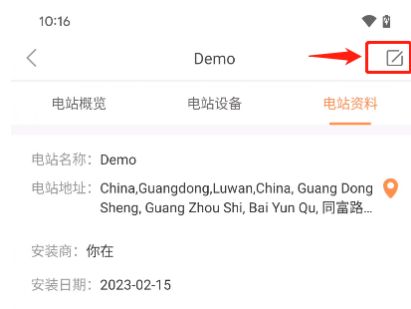 10:16
Demo
电站概览 电站设备 电站资料
电站名称：Demo
电站地址：China,Guangdong,Luwan,China, Guang Dong
Sheng, Guang Zhou Shi, Bai Yun Qu, 同富路...
安装商：你在
安装日期：2023-02-15